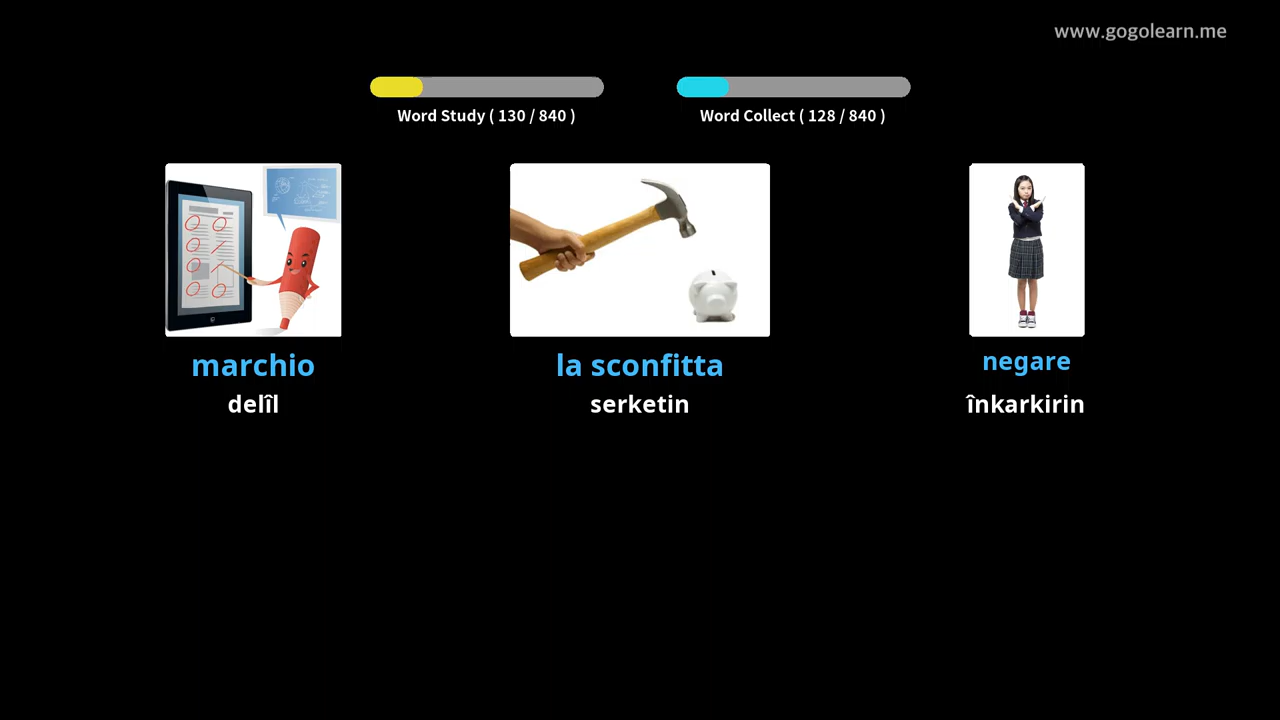 www.gogolearn.me
Word Study ( 130 / 840 )
Word Collect ( 128 / 840 )
marchio
la sconfitta
negare
delîl
serketin
înkarkirin